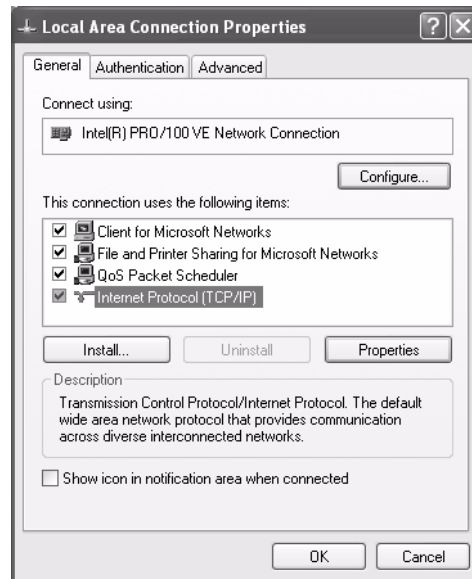 Local Area Connection Properties
General Authentication Advanced
Connect using:
Intel(R) PRO/100 VE Network Connection
Configure...
This connection uses the following items:
Client for Microsoft Networks
File and Printer Sharing for Microsoft Networks
QoS Packet Scheduler
Internet Protocol (TCP/IP)
Install... Uninstall Properties
Description
Transmission Control Protocol/Internet Protocol. The default
wide area network protocol that provides communication
across diverse interconnected networks.
Show icon in notification area when connected
OK Cancel